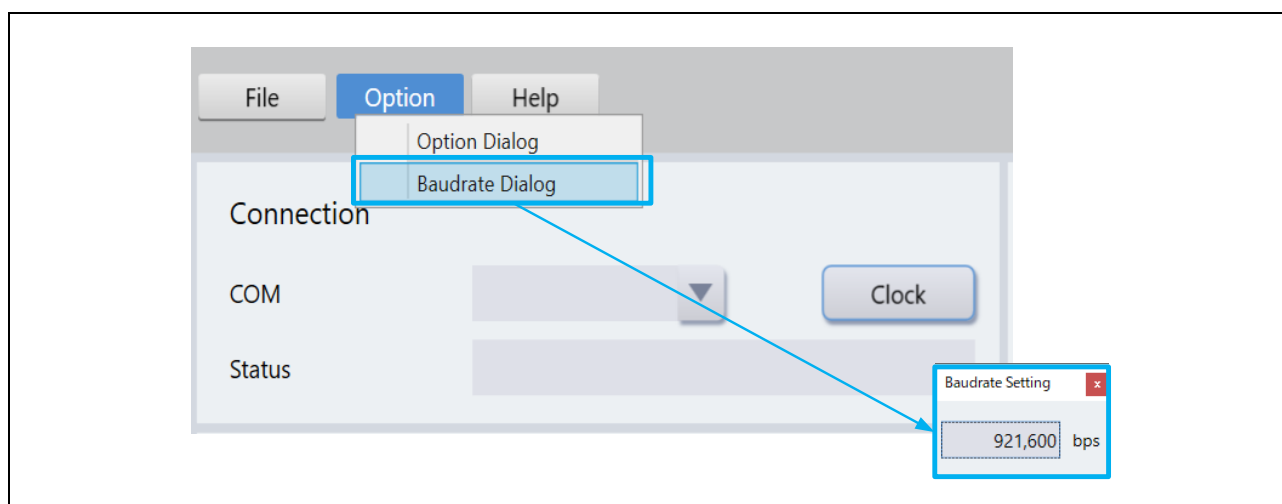 File Option Help
Option Dialog
Baudrate Dialog
Connection
COM Clock
Status
Baudrate Setting x
921,600 bps